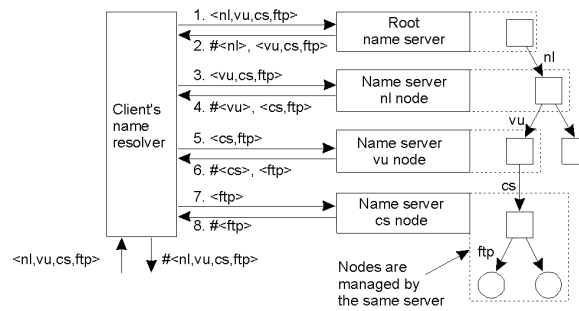 1. <nl,vu,cs,ftp>
2. #<nl>, <vu,cs,ftp>
Root
name server
nl
3. <vu,cs,ftp>
4. #<vu>, <cs,ftp>
Name server
nl node
Client's
name
resolver
vu
5. <cs,ftp>
6. #<cs>, <ftp>
Name server
vu node
cs
7. <ftp>
8. #<ftp>
Name server
cs node
ftp
<nl,vu,cs,ftp>
#<nl,vu,cs,ftp>
Nodes are
managed by
the same server